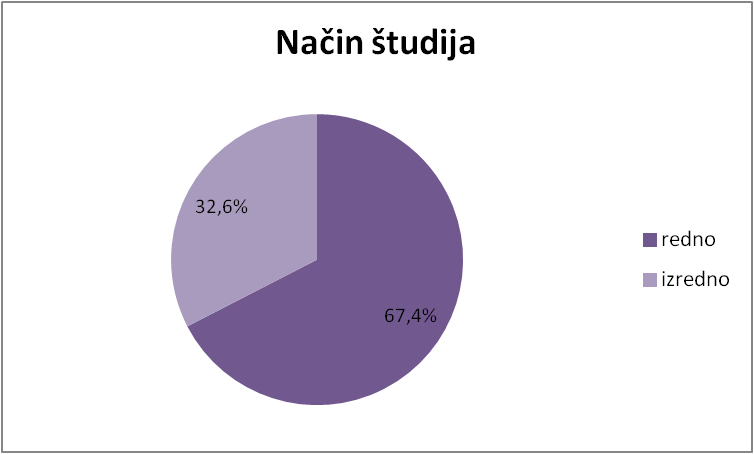 Način študija
32,6%
67,4%
redno
izredno